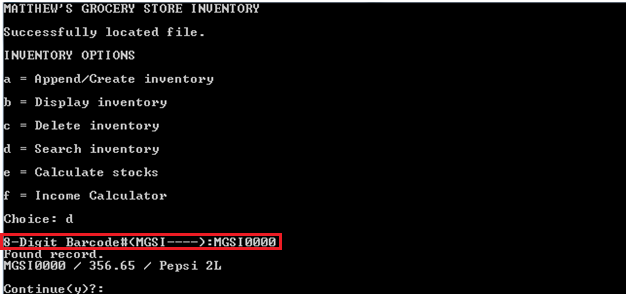 MATTHEW'S GROCERY STORE INVENTORY
Successfully located file.
INVENTORY OPTIONS
a = Append/Create inventory
b = Display inventory
c = Delete inventory
d = Search inventory
e = Calculate stocks
f = Income Calculator
Choice: d
8-Digit Barcode#(MGSI----):MGSI0000
Found record.
MGSI0000 / 356.65 / Pepsi 2L
Continue(y)?: